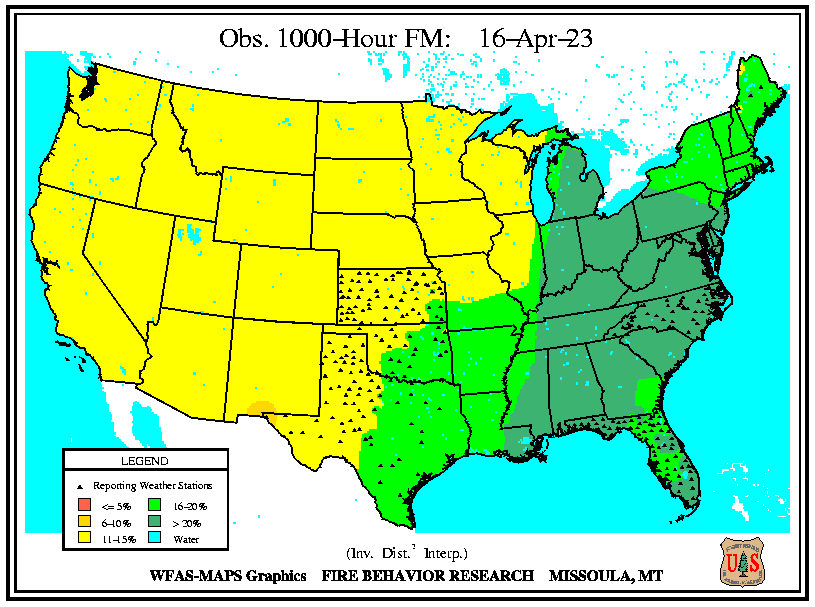 Obs. 1000-Hour FM: 16-Apr-23
LEGEND
Reporting Weather Stations
<= 5% 16-20%
6-10% > 20%
11-15% Water
(Inv. Dist.² Interp.)
WFAS-MAPS Graphics FIRE BEHAVIOR RESEARCH MISSOULA, MT
US